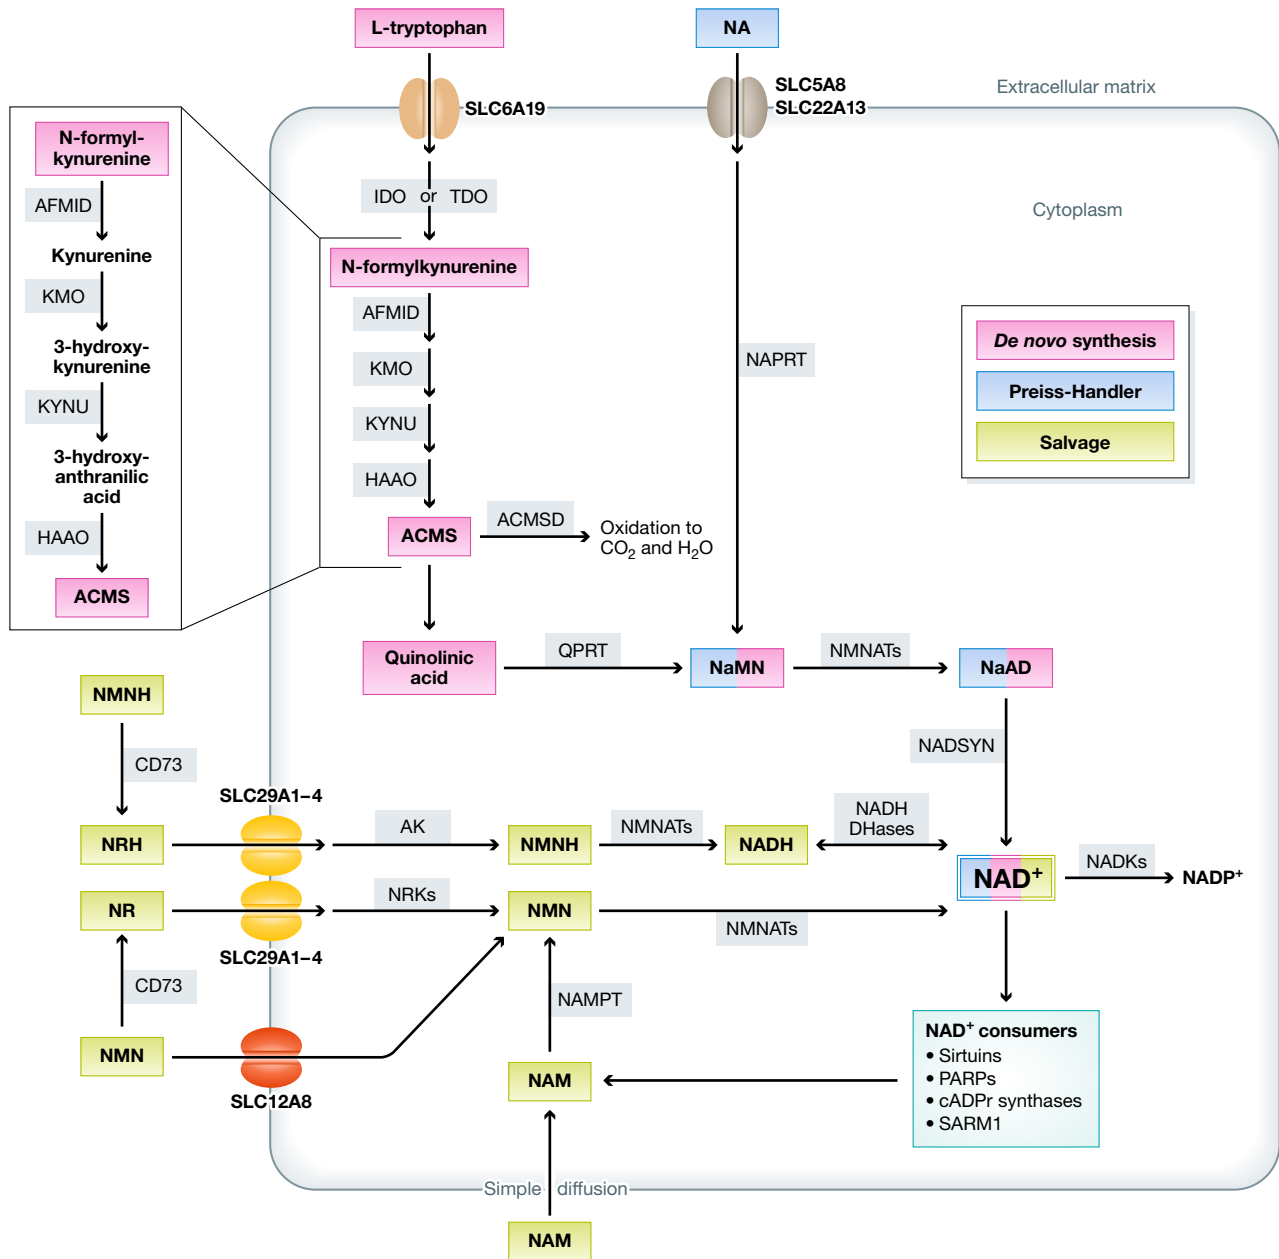 L-tryptophan
NA
SLC6A19
SLC5A8
SLC22A13
Extracellular matrix
Cytoplasm
N-formyl-
kynurenine
AFMID
Kynurenine
KMO
3-hydroxy-
kynurenine
KYNU
3-hydroxy-
anthranilic
acid
HAAO
ACMS
IDO or TDO
N-formylkynurenine
AFMID
KMO
KYNU
HAAO
ACMS
ACMSD
Oxidation to
CO₂ and H₂O
NAPRT
De novo synthesis
Preiss-Handler
Salvage
Quinolinic
acid
QPRT
NaMN
NMNATs
NaAD
NADSYN
NMNH
CD73
NRH
SLC29A1–4
AK
NMNH
NMNATs
NADH
NADH
DHases
NAD⁺
NADKs
NADP⁺
NR
SLC29A1–4
NRKs
NMN
NMNATs
CD73
NMN
SLC12A8
NAMPT
NAM
NAD⁺ consumers
• Sirtuins
• PARPs
• cADPr synthases
• SARM1
Simple diffusion
NAM